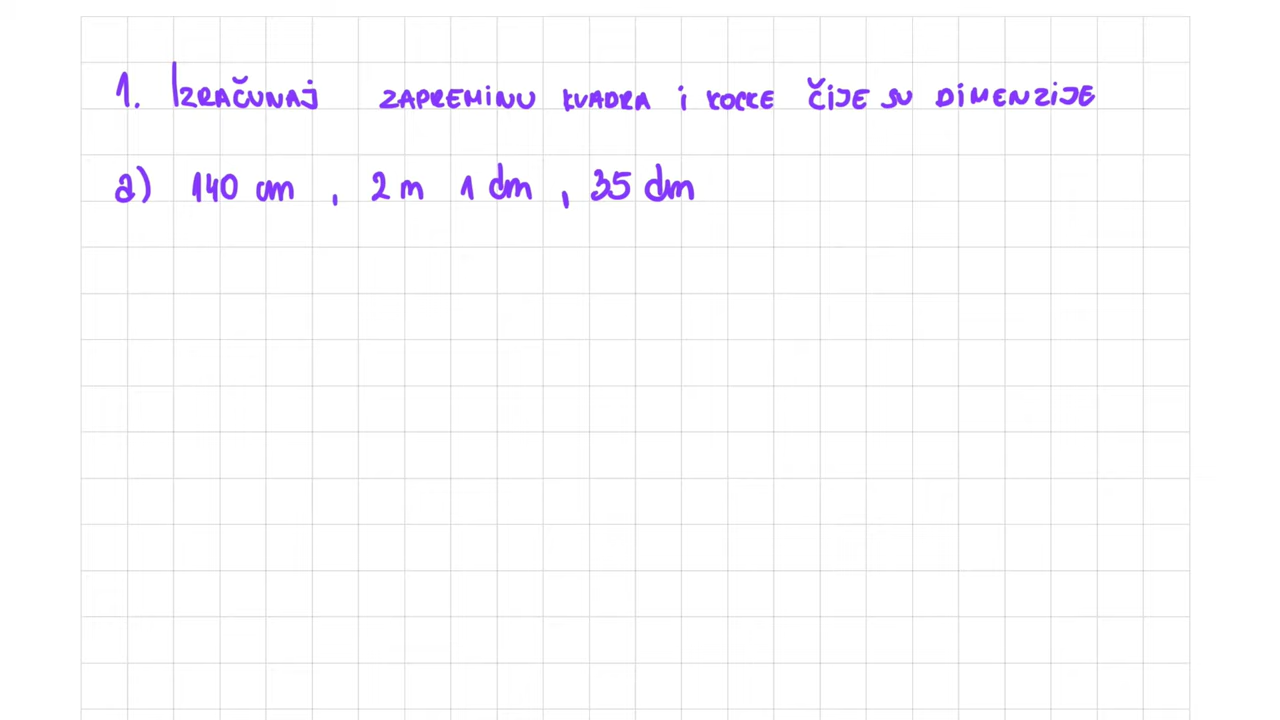 1. IZRAČUNAJ ZAPREMINU KVADRA I KOCKE ČIJE SU DIMENZIJE
a) 140 cm , 2 m 1 dm , 35 dm